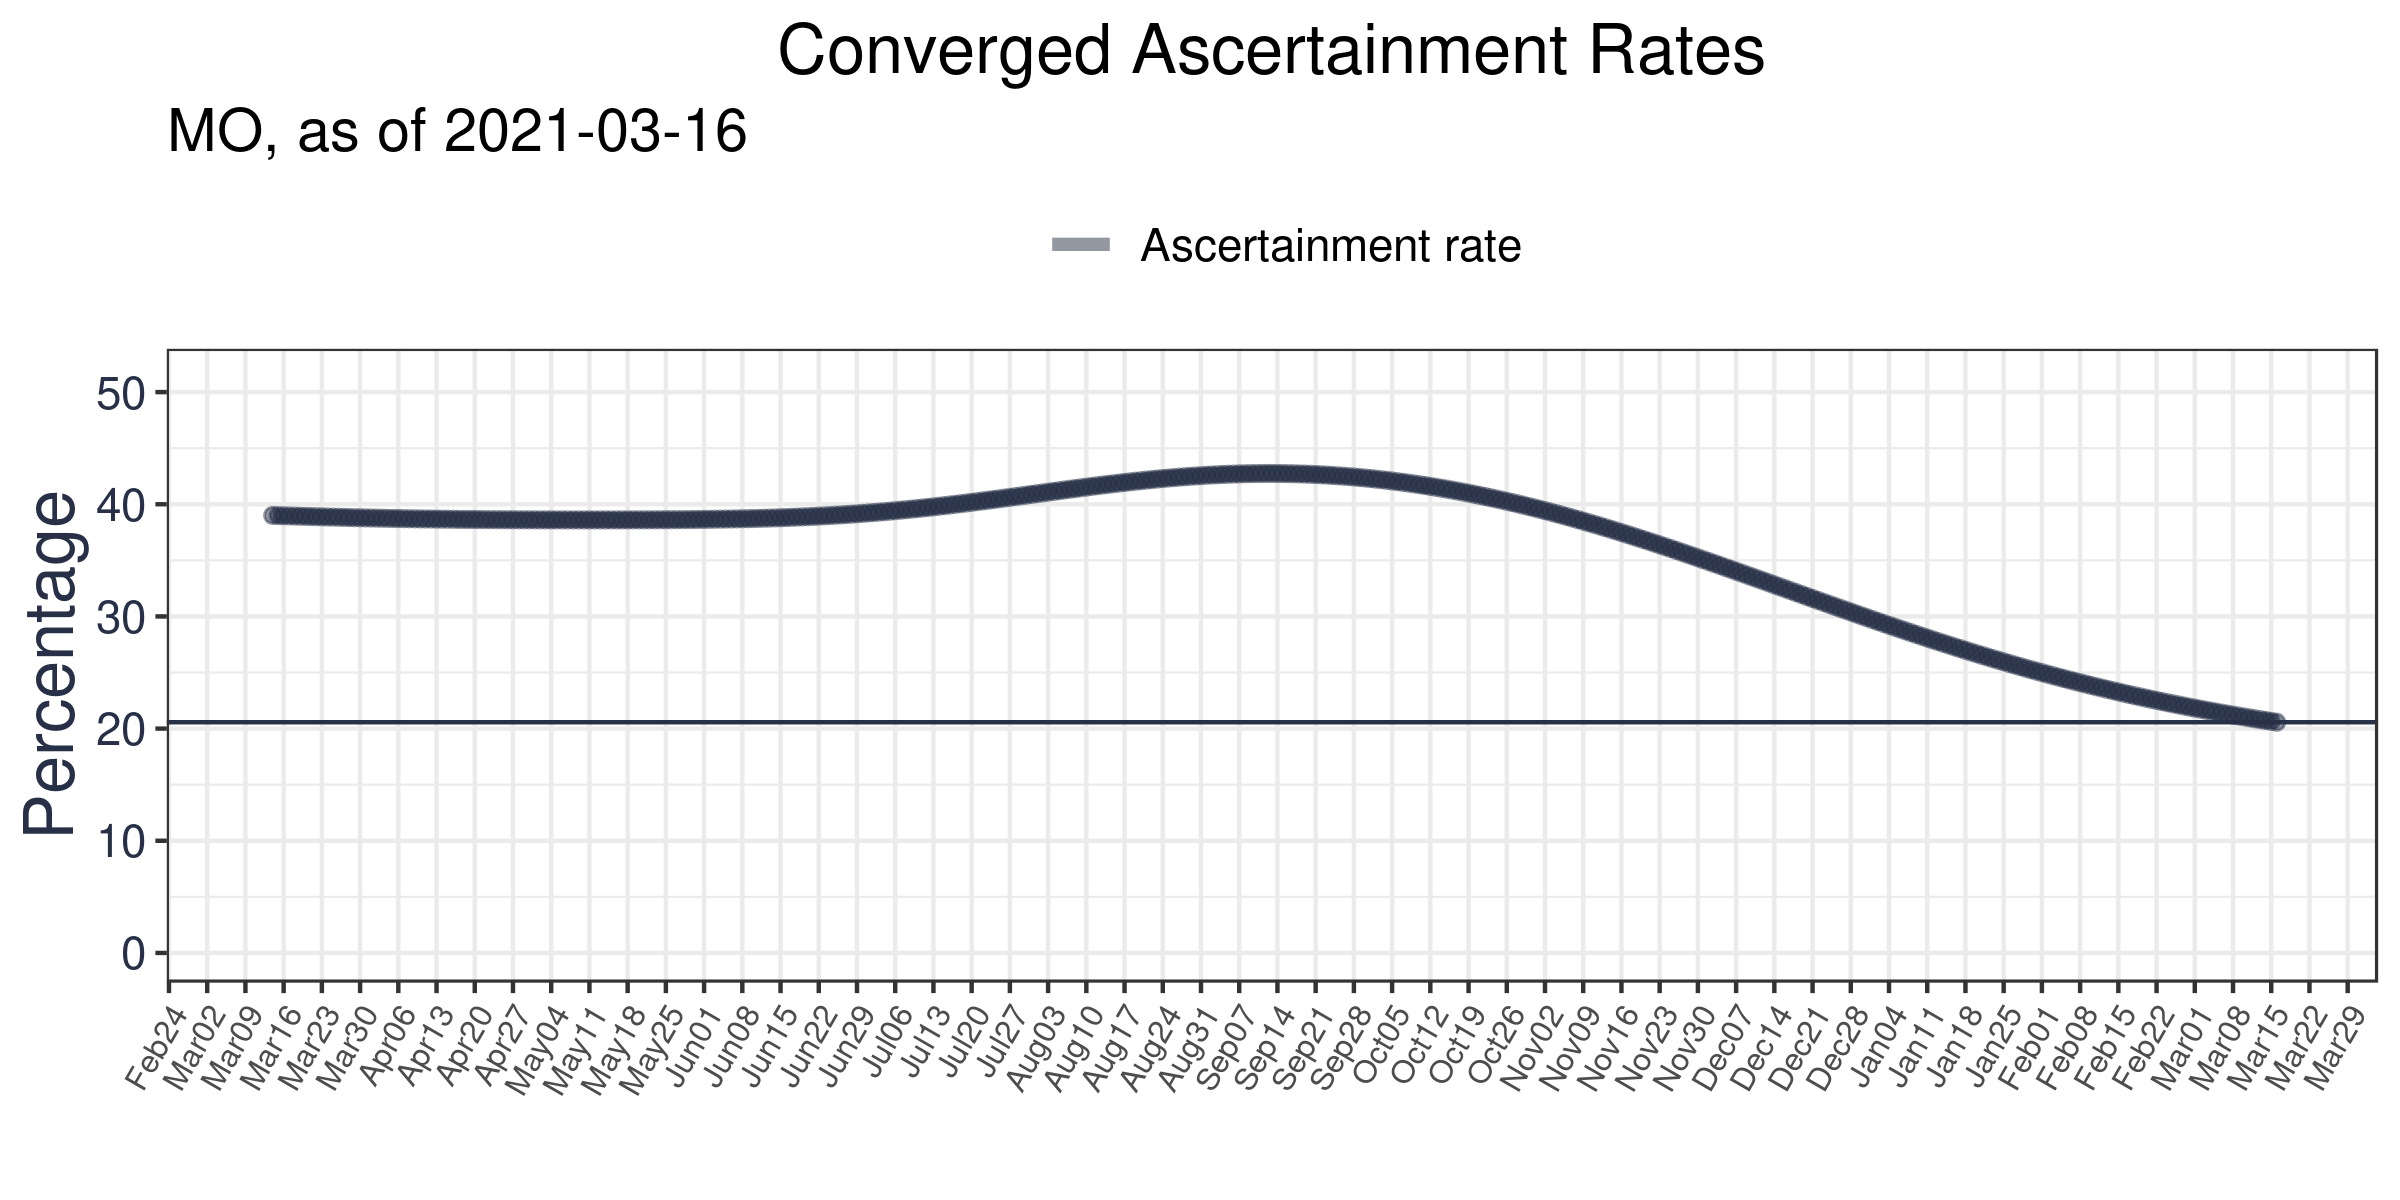 Converged Ascertainment Rates
MO, as of 2021-03-16
Ascertainment rate
Percentage
50
40
30
20
10
0
Feb24 Mar02 Mar09 Mar16 Mar23 Mar30 Apr06 Apr13 Apr20 Apr27 May04 May11 May18 May25 Jun01 Jun08 Jun15 Jun22 Jun29 Jul06 Jul13 Jul20 Jul27 Aug03 Aug10 Aug17 Aug24 Aug31 Sep07 Sep14 Sep21 Sep28 Oct05 Oct12 Oct19 Oct26 Nov02 Nov09 Nov16 Nov23 Nov30 Dec07 Dec14 Dec21 Dec28 Jan04 Jan11 Jan18 Jan25 Feb01 Feb08 Feb15 Feb22 Mar01 Mar08 Mar15 Mar22 Mar29